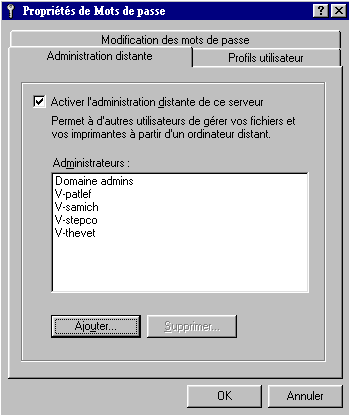 Propriétés de Mots de passe
Modification des mots de passe
Administration distante
Profils utilisateur
Activer l'administration distante de ce serveur
Permet à d'autres utilisateurs de gérer vos fichiers et
vos imprimantes à partir d'un ordinateur distant.
Administrateurs :
Domaine admins
V-patlef
V-samich
V-stepco
V-thevet
Ajouter...
Supprimer...
OK
Annuler